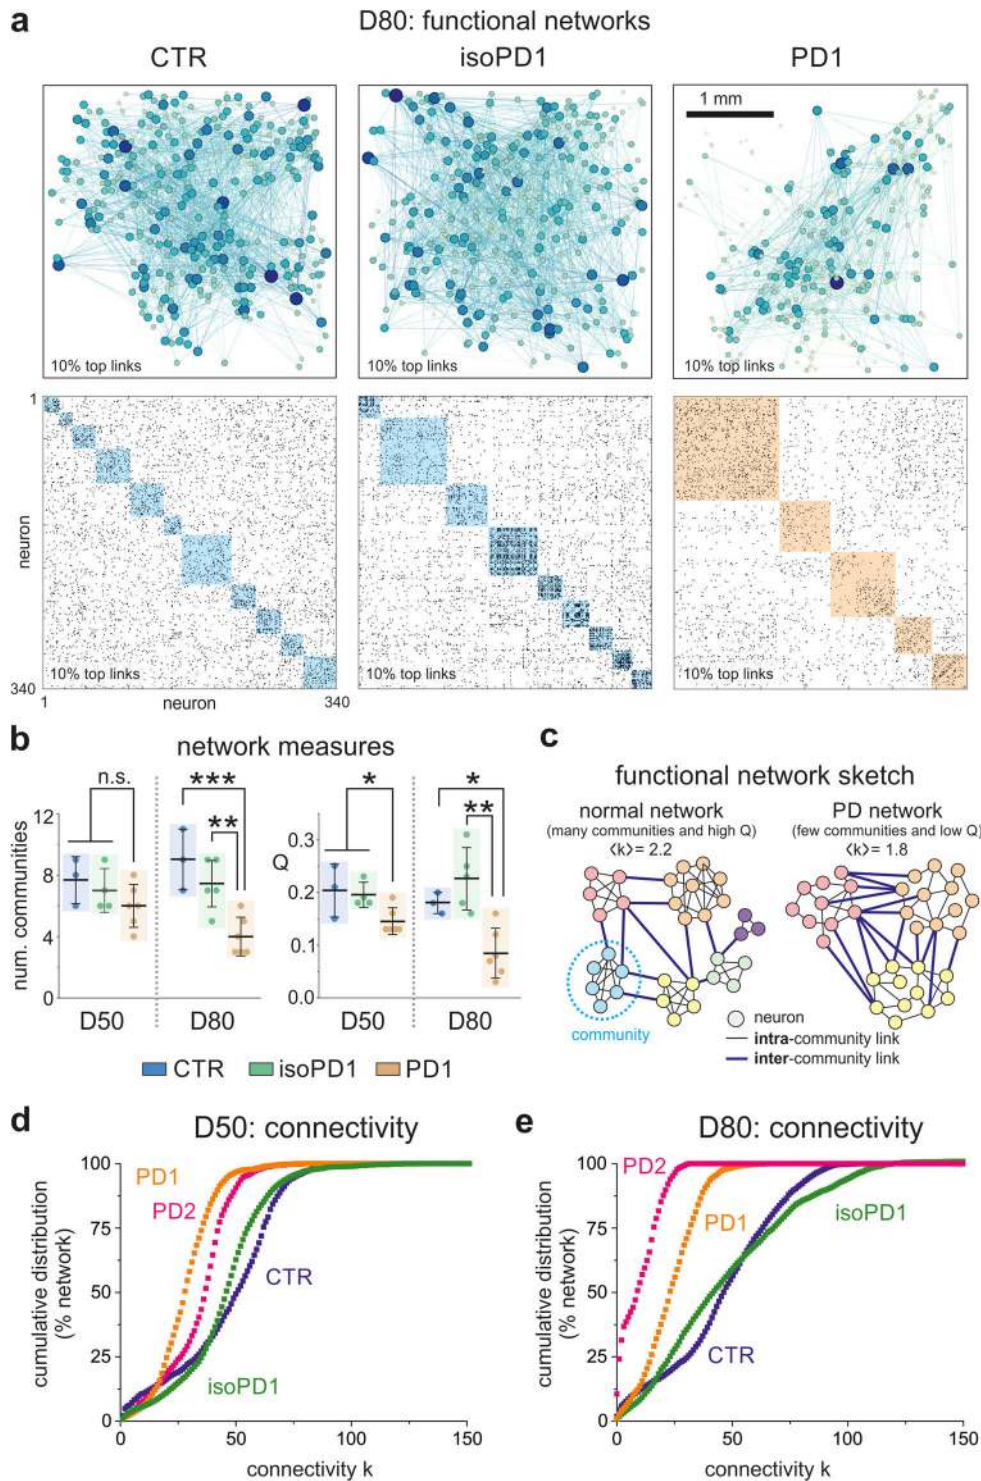 a
D80: functional networks
CTR
isoPD1
PD1
1 mm
10% top links
10% top links
10% top links
1
neuron
340
10% top links
10% top links
10% top links
1
neuron
340
b
network measures
n.s.
***
**
*
*
**
num. communities
12
8
4
0
Q
0.3
0.2
0.1
0.0
D50
D80
D50
D80
CTR
isoPD1
PD1
c
functional network sketch
normal network
(many communities and high Q)
⟨k⟩= 2.2
PD network
(few communities and low Q)
⟨k⟩= 1.8
community
neuron
intra-community link
inter-community link
d
D50: connectivity
cumulative distribution
(% network)
100
75
50
25
0
PD1
PD2
CTR
isoPD1
0
50
100
150
connectivity k
e
D80: connectivity
cumulative distribution
(% network)
100
75
50
25
0
PD2
PD1
isoPD1
CTR
0
50
100
150
connectivity k